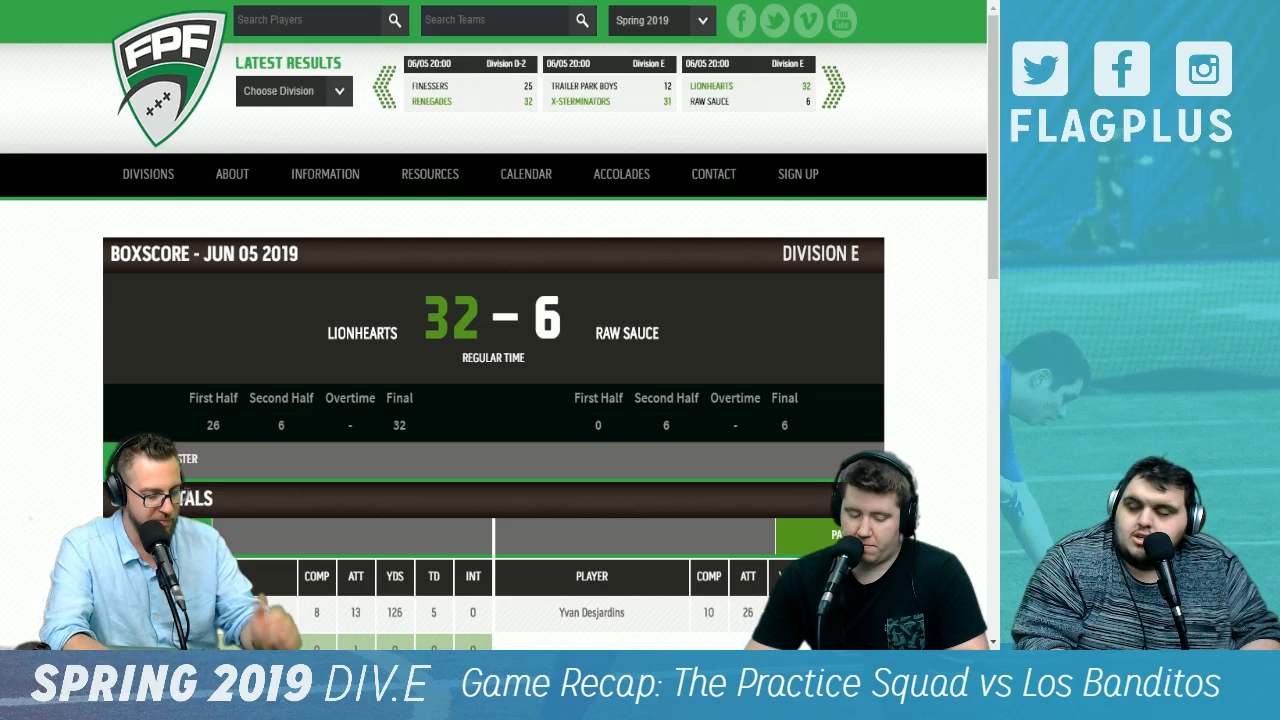 Search Players
Search Teams
Spring 2019
You
Tube
FPF
LATEST RESULTS
Choose Division
06/05 20:00 Division D-2
FINESSERS 25
RENEGADES 32
06/05 20:00 Division E
TRAILER PARK BOYS 12
X-STERMINATORS 31
06/05 20:00 Division E
LIONHEARTS 32
RAW SAUCE 6
FLAGPLUS
DIVISIONS ABOUT INFORMATION RESOURCES CALENDAR ACCOLADES CONTACT SIGN UP
BOXSCORE - JUN 05 2019 DIVISION E
LIONHEARTS 32 – 6 RAW SAUCE
REGULAR TIME
First Half Second Half Overtime Final First Half Second Half Overtime Final
26 6 - 32 0 6 - 6
COMP ATT YDS TD INT PLAYER COMP ATT
8 13 126 5 0 Yvan Desjardins 10 26
SPRING 2019 DIV.E Game Recap: The Practice Squad vs Los Banditos